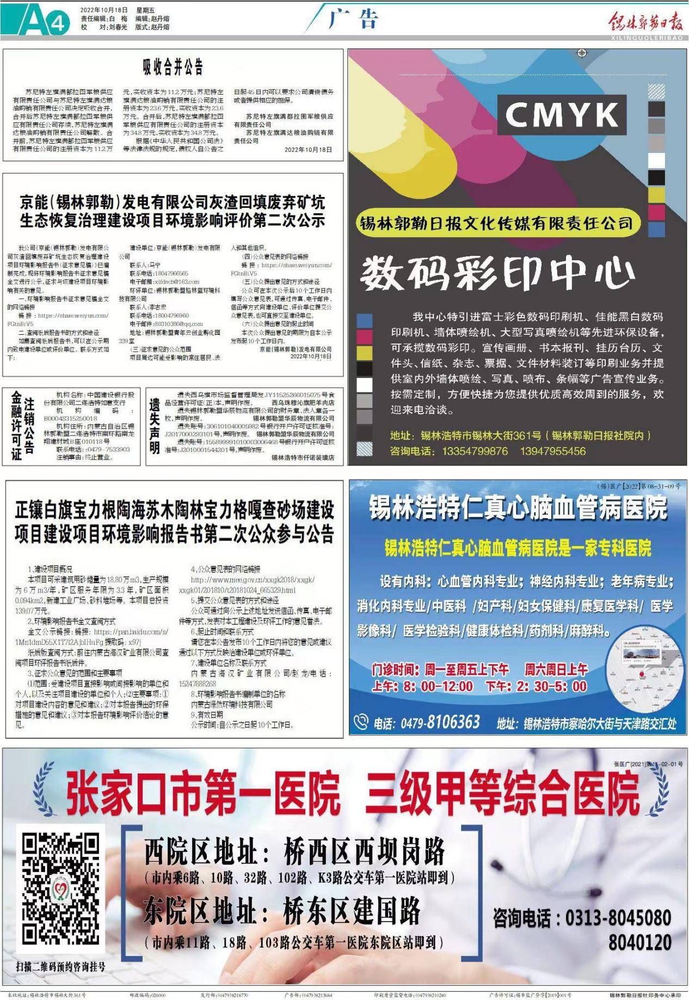 A4
2022年10月18日 星期五
责任编辑:白 梅 编辑:赵丹熔
校 对:刘春光 版式:赵丹熔
广告
锡林郭勒日报
XILINGUOLERIBAO
吸收合并公告
苏尼特左旗满都拉图军粮供应
有限责任公司与苏尼特左旗满达粮
油购销有限责任公司决定吸收合并,
合并后苏尼特左旗满都拉图军粮供
应有限责任公司存续,苏尼特左旗满
达粮油购销有限责任公司解散。合
并前,苏尼特左旗满都拉图军粮供应
有限责任公司的注册资本为11.2万
元,实收资本为11.2万元;苏尼特左
旗满达粮油购销有限责任公司的注
册资本为23.6万元,实收资本为23.6
万元。合并后,苏尼特左旗满都拉图
军粮供应有限责任公司的注册资本
为34.8万元,实收资本为34.8万元。
根据《中华人民共和国公司法》
等法律法规的规定,债权人自公告之
日起45日内可以要求公司清偿债务
或者提供相应的担保。
苏尼特左旗满都拉图军粮供应
有限责任公司
苏尼特左旗满达粮油购销有限
责任公司
2022年10月18日
京能(锡林郭勒)发电有限公司灰渣回填废弃矿坑
生态恢复治理建设项目环境影响评价第二次公示
我公司《京能(锡林郭勒)发电有限公
司灰渣回填废弃矿坑生态恢复治理建设
项目环境影响报告书(征求意见稿)》已编
制完成,现将环境影响报告书征求意见稿
全文进行公示,征求与该建设项目环境影
响有关的意见。
一、环境影响报告书征求意见稿全文
的网络链接
链接:https://share.weiyun.com/
FGtnBiV5
二、查阅纸质报告书的方式和途径
如需查阅纸质报告书,可以在公示期
内致电建设单位或评价单位。联系方式如
下:
建设单位:京能(锡林郭勒)发电有限
公司
联系人:马宁
联系电话:18047966565
电子邮箱:xlfdscb@163.com
环评单位:锡林郭勒盟恪林蓝环境科
技有限公司
联系人:李志宏
联系电话:18004796960
电子邮件:80310386@qq.com
地址:锡林郭勒盟青年云创业孵化园
339室
(三)征求意见的公众范围
项目周边可能受影响的常住居民、法
人和其他组织。
(四)公众意见表的网络链接
链接:https://share.weiyun.com/
FGtnBiV5
(五)公众提出意见的方式和途径
公众可在本次公示后10个工作日内
填写公众意见表,可通过传真、电子邮件、
信函等方式向建设单位、评价单位提交公
众意见表,也可直接交至建设单位。
(六)公众提出意见的起止时间
本次公众提出意见的期限为自本公示
发布起10个工作日内。
京能(锡林郭勒)发电有限公司
2022年10月18日
金融许可证
注销公告
机构名称:中国建设银行股
份有限公司二连浩特如意支行
机构编码:
B0004S315250018
机构住所:内蒙古自治区锡
林郭勒盟二连浩特市南环路南龙
翔建材城B座010118号
联系电话::0479-7533903
注销事由:终止营业。
遗失声明
遗失西乌旗市场监督管理局发JY11525266015075号食
品经营许可证(正)本,声明作废。 西乌珠穆沁旗肥羊肉店
遗失锡林郭勒盟华辰物流有限公司的财务章、法人章各一
枚,声明作废。 锡林郭勒盟华辰物流有限公司
遗失账号:306101040005982号银行开户许可证核准号:
J2017000293101号,声明作废。 锡林郭勒盟华辰物流有限公司
遗失账号:15589999101000300646​8号银行开户许可证核
准号:J2010001544201号,声明作废。
锡林浩特市仟诺装璜店
CMYK
锡林郭勒日报文化传媒有限责任公司
数码彩印中心
我中心特引进富士彩色数码印刷机、佳能黑白数码
印刷机、墙体喷绘机、大型写真喷绘机等先进环保设备,
可承揽数码彩印。宣传画册、书本报刊、挂历台历、文
件头、信纸、杂志、票据、文件材料装订等印刷业务并提
供室内外墙体喷绘、写真、喷布、条幅等广告宣传业务。
按需定制,方便快捷为您提供优质高效周到的服务,欢
迎来电洽谈。
地址:锡林浩特市锡林大街361号(锡林郭勒日报社院内)
咨询电话:13354799876 13947955456
正镶白旗宝力根陶海苏木陶林宝力格嘎查砂场建设
项目建设项目环境影响报告书第二次公众参与公告
1、建设项目概况
本项目可采建筑用砂储量为18.80万m3,生产规模
为6万m3/年,矿区服务年限为3.3年,矿区面积
0.094km2,新建工业广场、砂料堆场等。本项目总投资
139.07万元。
2、环境影响报告书全文查阅方式
全文公示链接:链接: https://pan.baidu.com/s/
1Mn1dmD55X1T7l2AjblHuFg 提取码: x97j
纸质版查阅方式:前往内蒙古海汉矿业有限公司查
阅项目环评报告书纸质件。
3、征求公众意见的范围和主要事项
⑴范围:受建设项目直接影响或间接影响的单位和
个人,以及关注项目建设的单位和个人;⑵主要事项:①
对项目建设内容的意见和建议;②对本报告提出的环保
措施的意见和建议;③对本报告环境影响评价结论的意
见。
4、公众意见表的网络链接
http://www.mee.gov.cn/xxgk2018/xxgk/
xxgk01/201810/t20181024_665329.html
5、提交公众意见表的方式和途径
公众可通过向公示上述地址发送信函、传真、电子邮
件等方式,发表对本工程建设及环评工作的意见看法。
6、起止时间和联系方式
请您在本公告发布10个工作日内将您的意见或建议
通过以下方式反映给建设单位或环评单位。
7、建设单位名称及联系方式
内蒙古海汉矿业有限公司/赵龙/电话:
15247888268
8、环境影响报告书编制单位的名称
内蒙古绿然环境科技有限公司
9、有效日期
公示时间:自公示之日起10个工作日。
(锡)医广【2022】第08-31-09号
锡林浩特仁真心脑血管病医院
锡林浩特仁真心脑血管病医院是一家专科医院
设有内科:心血管内科专业;神经内科专业;老年病专业;
消化内科专业/中医科 /妇产科/妇女保健科/康复医学科/ 医学
影像科/ 医学检验科/健康体检科/药剂科/麻醉科。
门诊时间:周一至周五上下午 周六周日上午
上午:8:00-12:00 下午:2:30-5:00
电话:0479-8106363 地址:锡林浩特市察哈尔大街与天津路交汇处
张医广[2021]第11-02-01号
张家口市第一医院 三级甲等综合医院
西院区地址:桥西区西坝岗路
(市内乘6路、10路、32路、102路、K3路公交车第一医院站即到)
东院区地址:桥东区建国路
(市内乘11路、18路、103路公交车第一医院东院区站即到)
咨询电话:0313-8045080
8040120
扫描二维码预约咨询挂号
本社地址:锡林浩特市锡林大街361号 邮政编码:026000 发行部:(0479)8218770 广告部:(0479)8213684 印刷质量监督电话:(0479)8210240 广告许可证:锡市监广登字【2019】001号 锡林郭勒日报社印务中心承印